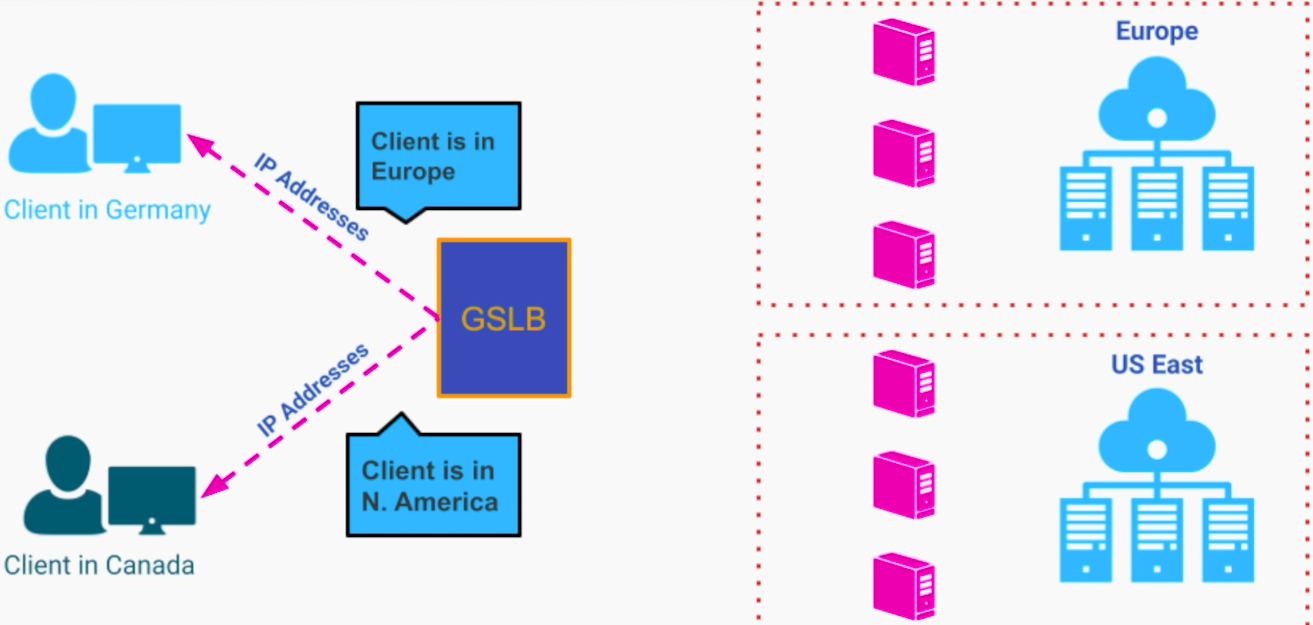 Europe
Client is in
Europe
IP Addresses
Client in Germany
GSLB
IP Addresses
US East
Client is in
N. America
Client in Canada